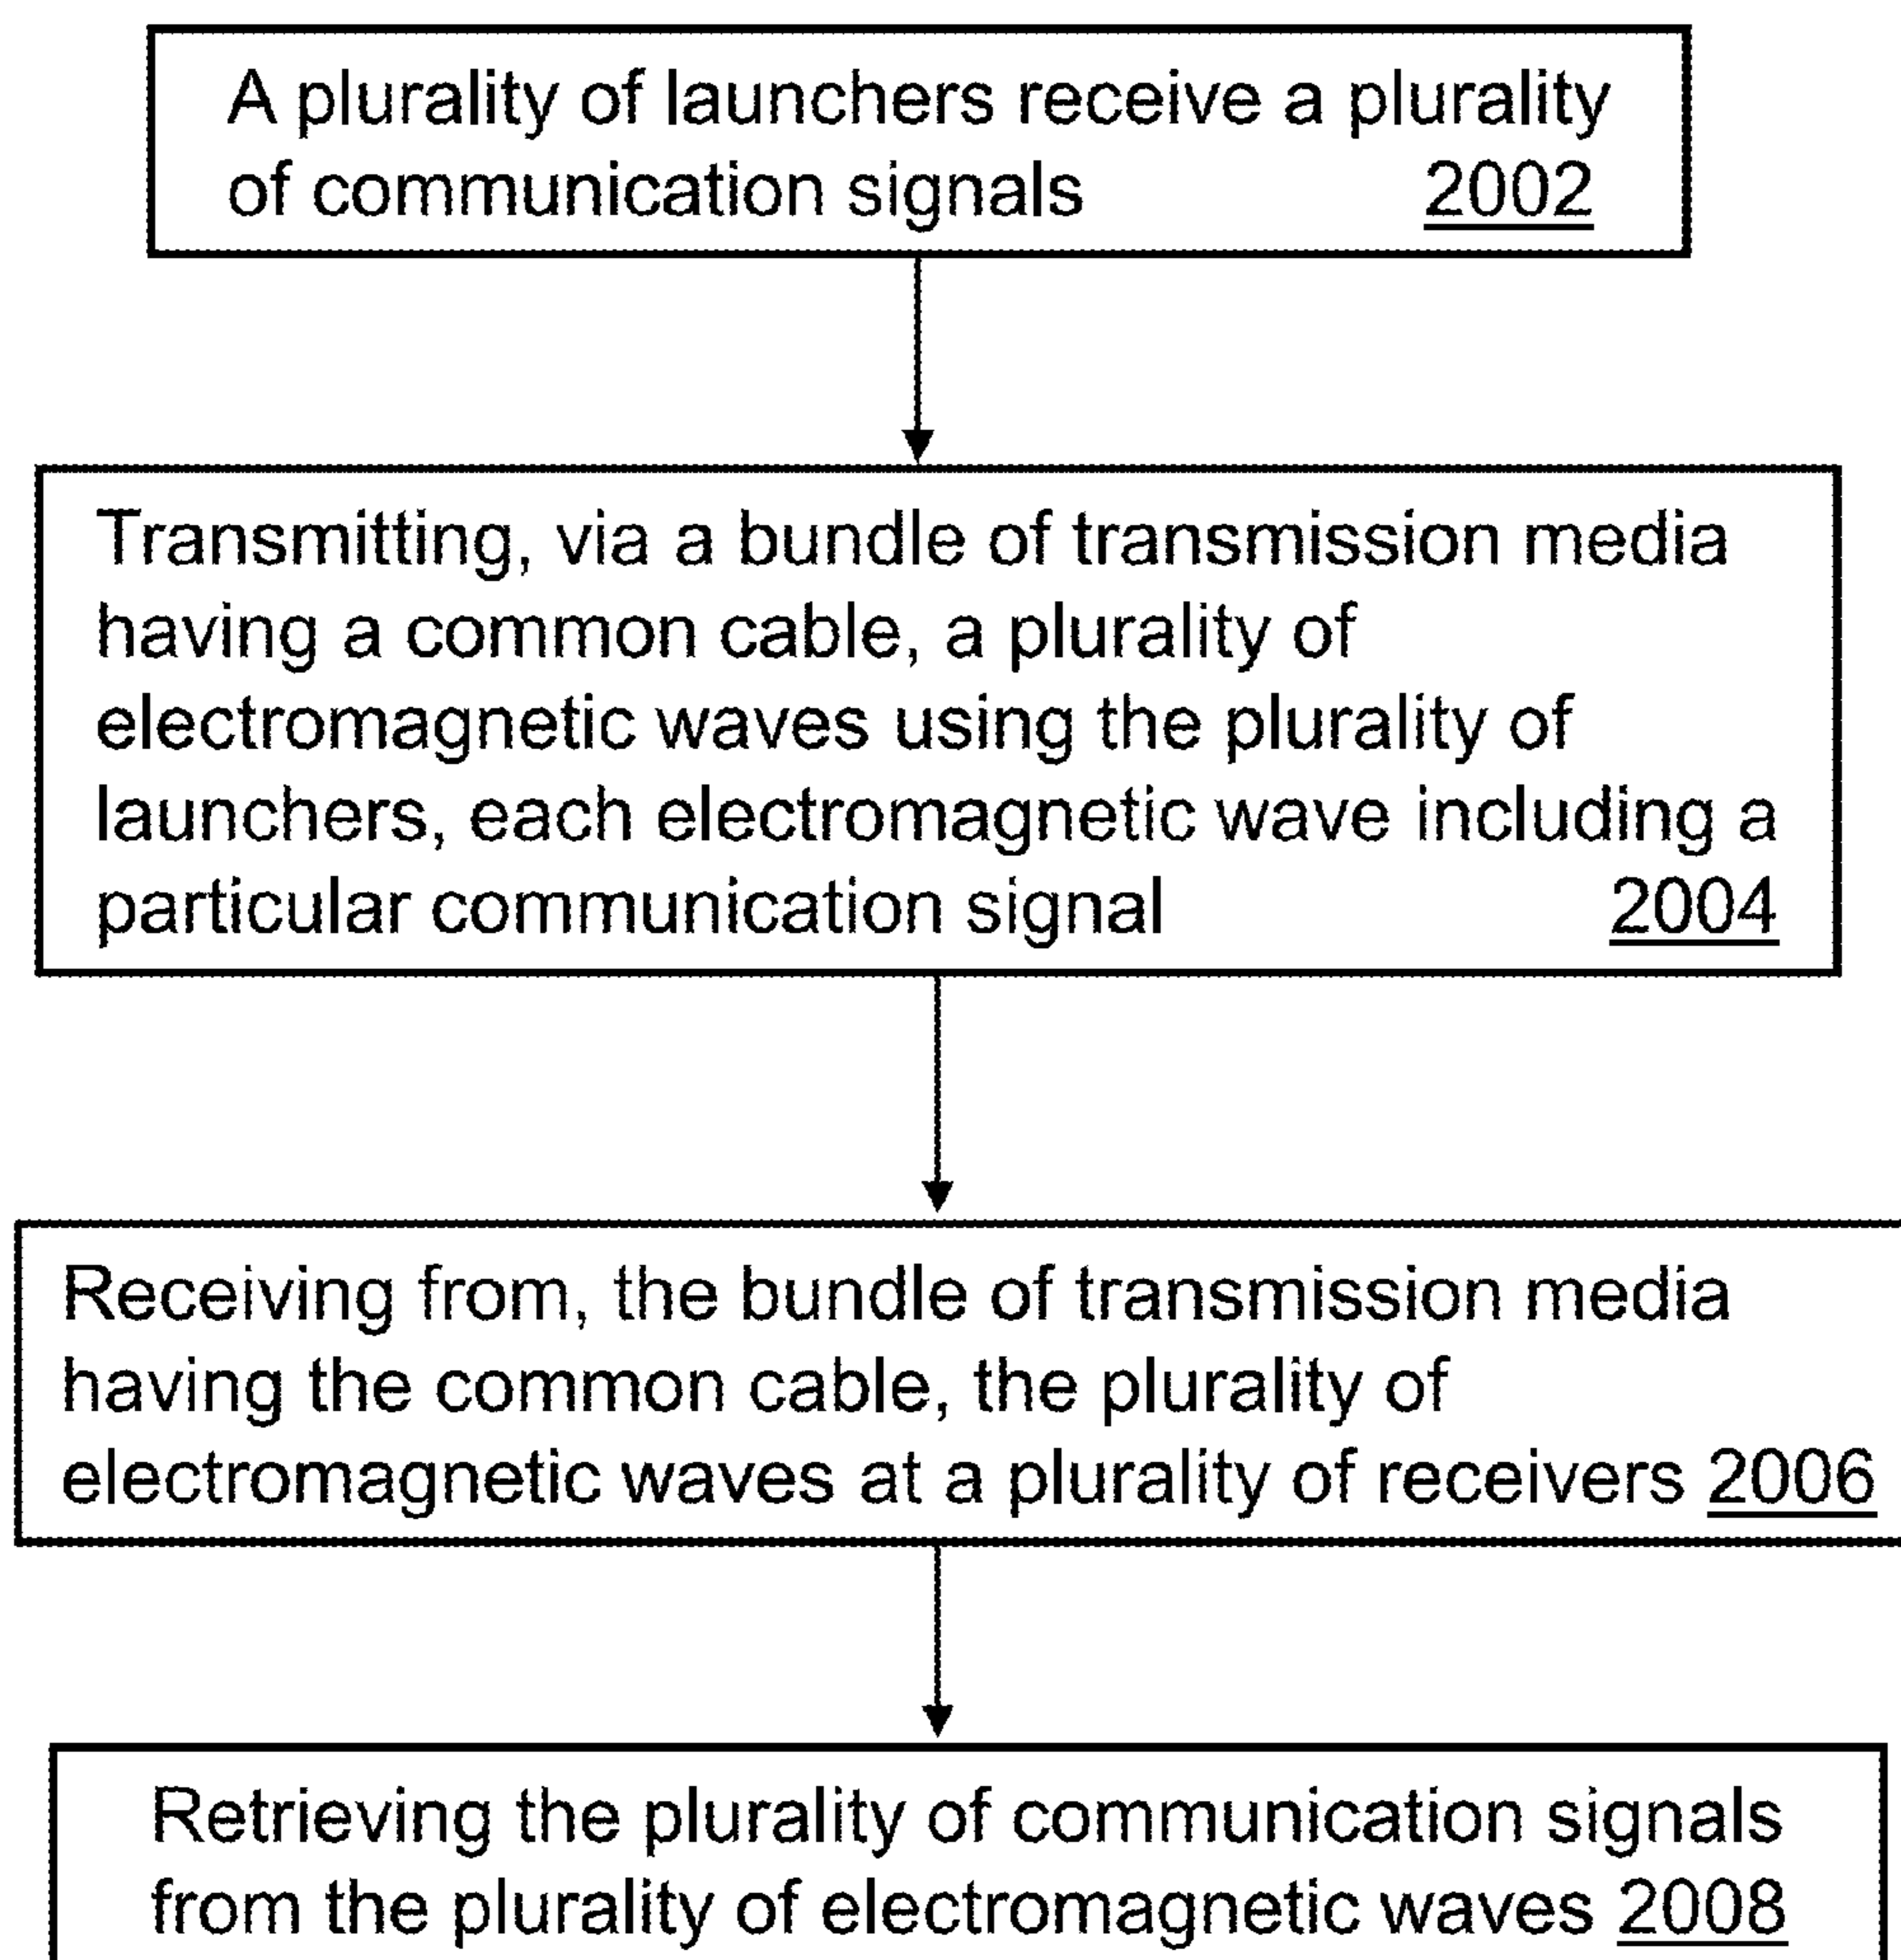 A plurality of launchers receive a plurality
of communication signals 2002
Transmitting, via a bundle of transmission media
having a common cable, a plurality of
electromagnetic waves using the plurality of
launchers, each electromagnetic wave including a
particular communication signal 2004
Receiving from, the bundle of transmission media
having the common cable, the plurality of
electromagnetic waves at a plurality of receivers 2006
Retrieving the plurality of communication signals
from the plurality of electromagnetic waves 2008